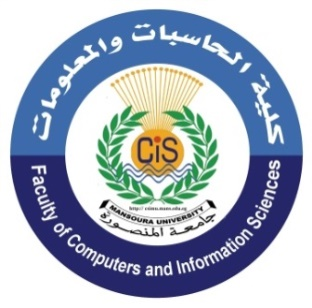 كلية الحاسبات والمعلومات
CiS
MANSOURA UNIVERSITY
جامعة المنصورة
Faculty of Computers and Information Sciences